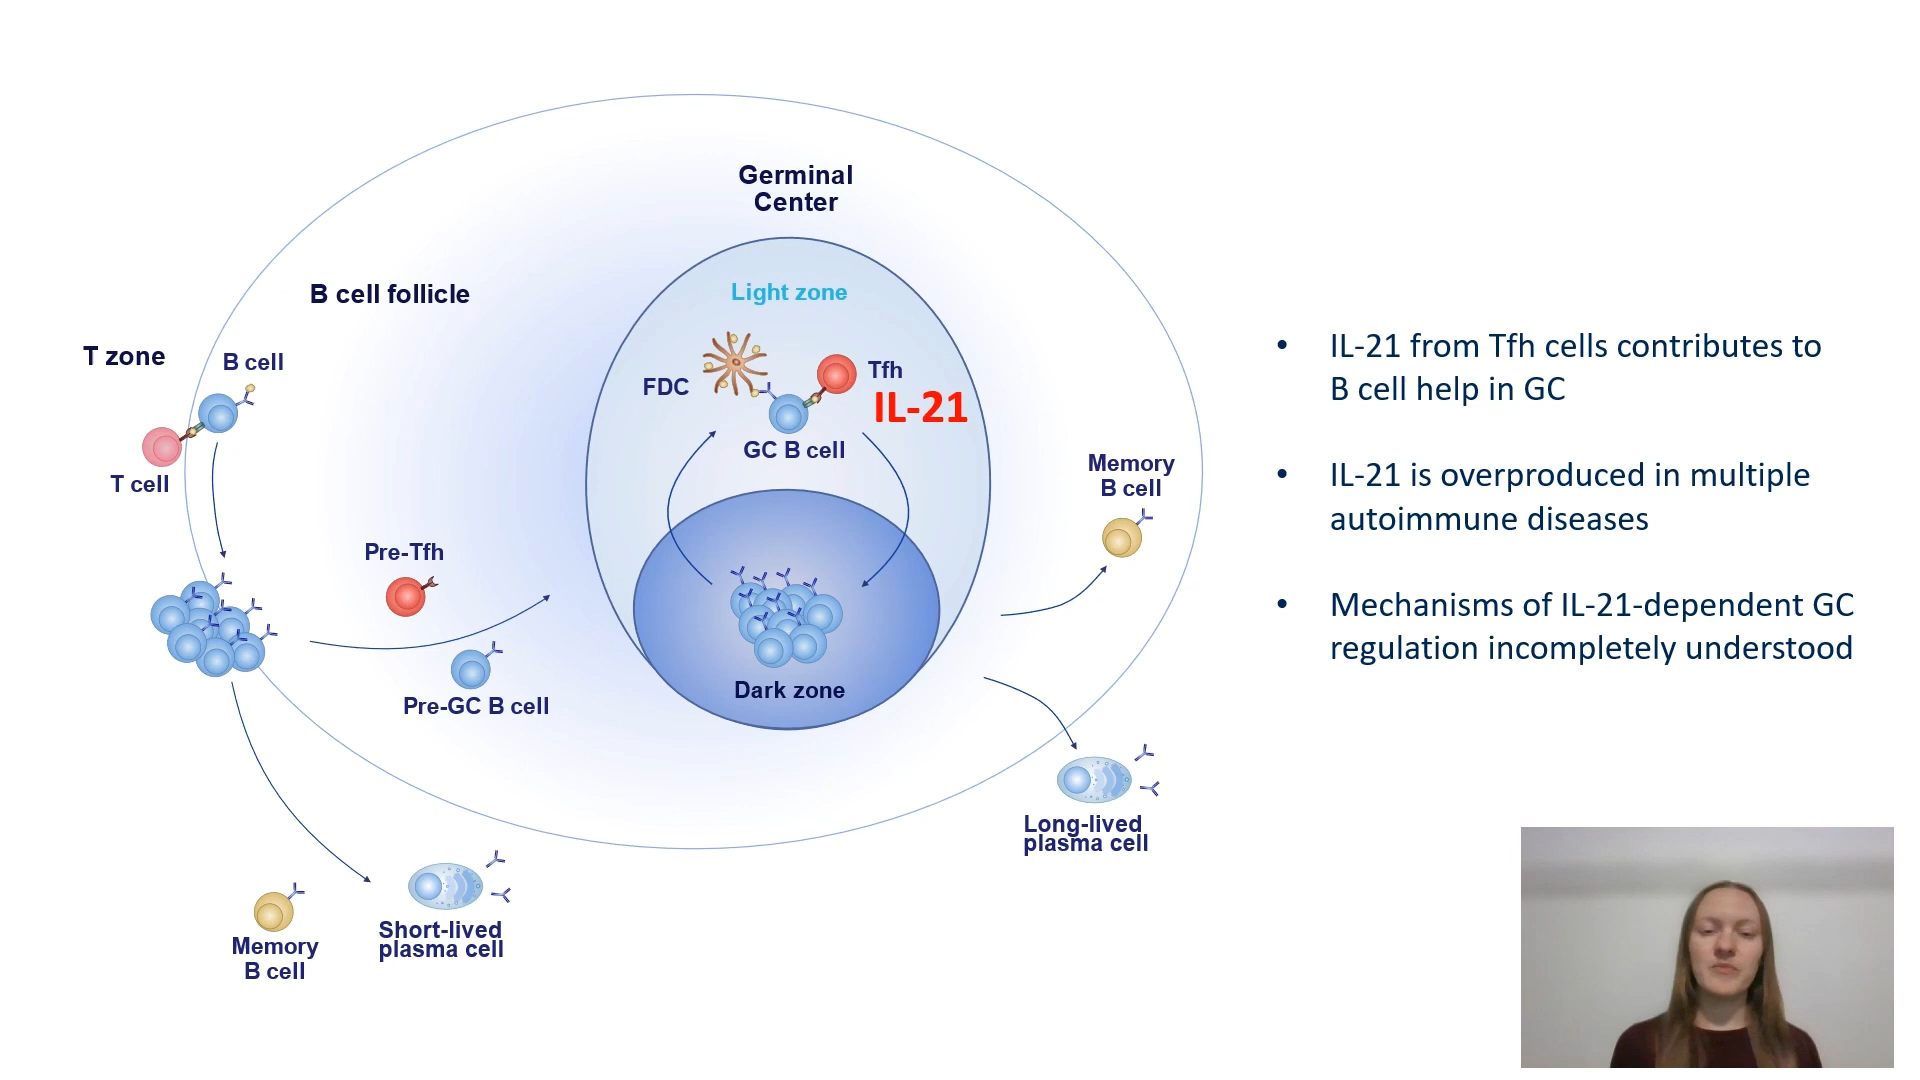 Germinal
Center
Light zone
B cell follicle
T zone
B cell
T cell
FDC
Tfh
IL-21
GC B cell
Memory
B cell
Pre-Tfh
Pre-GC B cell
Dark zone
Long-lived
plasma cell
Short-lived
plasma cell
Memory
B cell
• IL-21 from Tfh cells contributes to
B cell help in GC
• IL-21 is overproduced in multiple
autoimmune diseases
• Mechanisms of IL-21-dependent GC
regulation incompletely understood